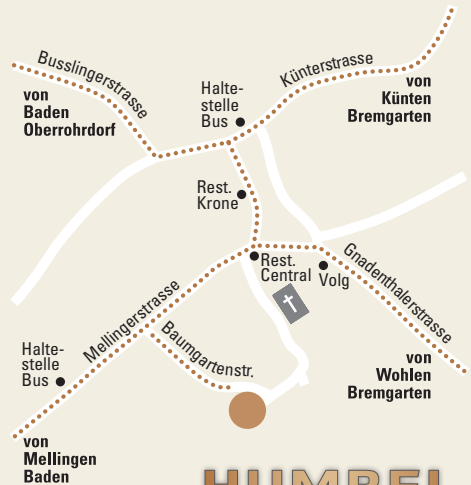 Busslingerstrasse
von
Baden
Oberrohrdorf
Halte-
stelle
Bus
Künterstrasse
von
Künten
Bremgarten
Rest.
Krone
Rest.
Central
Volg
Gnadenthalerstrasse
Mellingerstrasse
Baumgartenstr.
Halte-
stelle
Bus
von
Wohlen
Bremgarten
von
Mellingen
Baden
HUMBEL